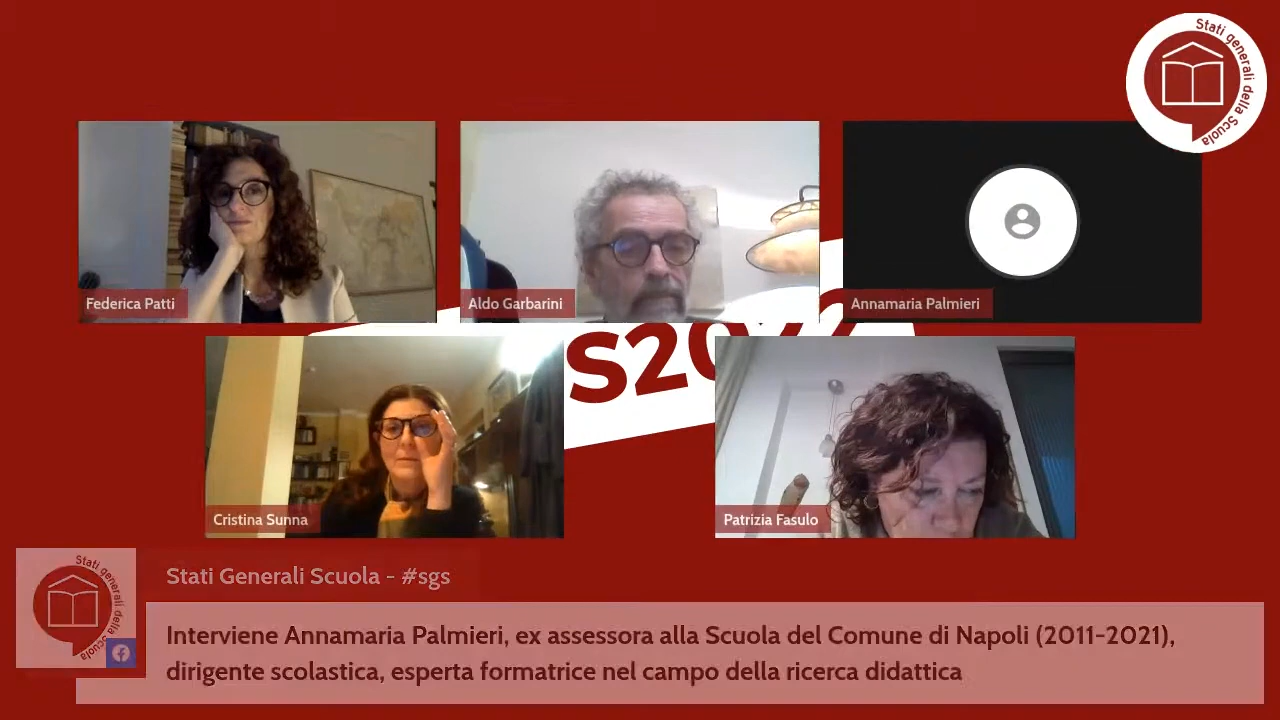 Stati generali della Scuola
Federica Patti
Aldo Garbarini
Annamaria Palmieri
S2022
Cristina Sunna
Patrizia Fasulo
Stati generali della Scuola
Stati Generali Scuola - #sgs
Interviene Annamaria Palmieri, ex assessora alla Scuola del Comune di Napoli (2011-2021),
dirigente scolastica, esperta formatrice nel campo della ricerca didattica